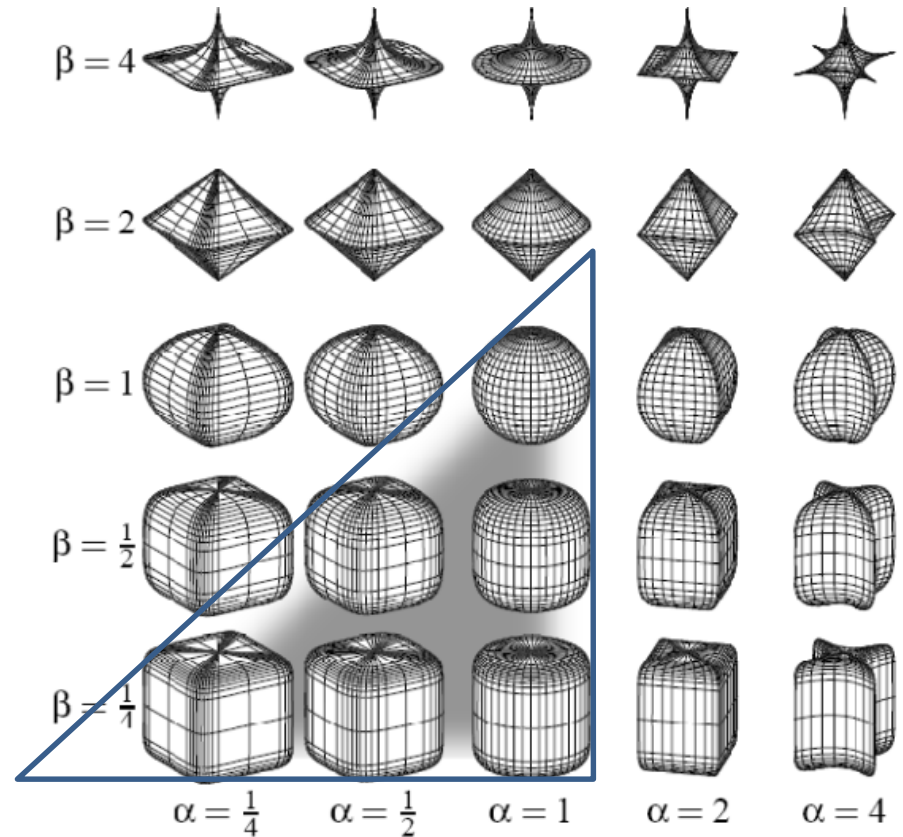 β = 4
β = 2
β = 1
β = 1/2
β = 1/4
α = 1/4 α = 1/2 α = 1 α = 2 α = 4